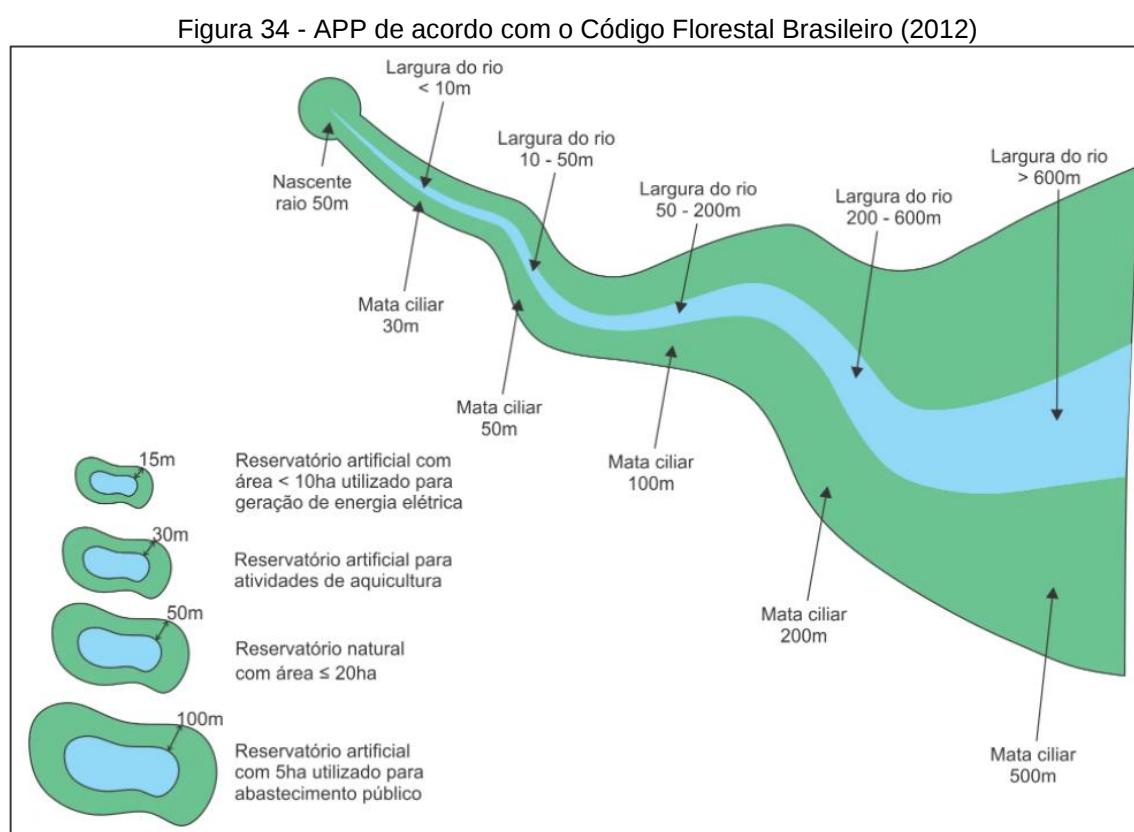 Figura 34 - APP de acordo com o Código Florestal Brasileiro (2012)
Largura do rio
< 10m
Largura do rio
10 - 50m
Largura do rio
50 - 200m
Largura do rio
200 - 600m
Largura do rio
> 600m
Nascente
raio 50m
Mata ciliar
30m
Mata ciliar
50m
Mata ciliar
100m
Mata ciliar
200m
Mata ciliar
500m
15m
Reservatório artificial com
área < 10ha utilizado para
geração de energia elétrica
30m
Reservatório artificial para
atividades de aquicultura
50m
Reservatório natural
com área ≤ 20ha
100m
Reservatório artificial
com 5ha utilizado para
abastecimento público